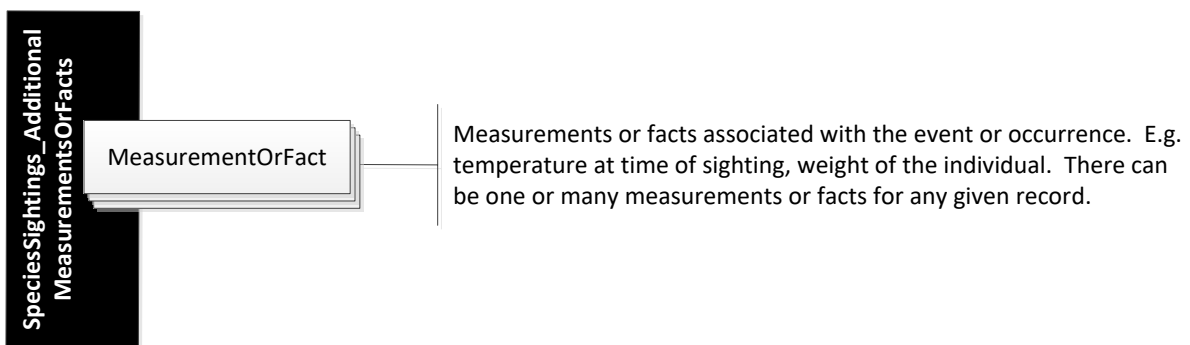 SpeciesSightings_Additional
MeasurementsOrFacts
MeasurementOrFact
Measurements or facts associated with the event or occurrence.  E.g.
temperature at time of sighting, weight of the individual.  There can
be one or many measurements or facts for any given record.